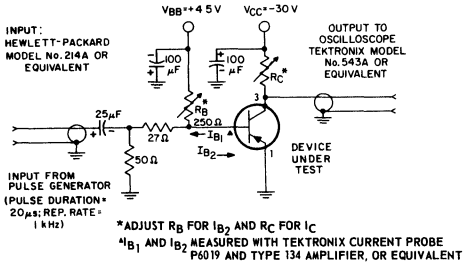 INPUT:
HEWLETT-PACKARD
MODEL No.214A OR
EQUIVALENT
VBB=+45V
VCC=-30V
OUTPUT TO
OSCILLOSCOPE
TEKTRONIX MODEL
No.543A OR
EQUIVALENT
- 100
+ μF
- 100
+ μF
RC*
RB*
3
25μF
+
27Ω
250Ω
IB1 ▵
IB2
50Ω
1
DEVICE
UNDER
TEST
INPUT FROM
PULSE GENERATOR
(PULSE DURATION=
20μs; REP. RATE=
1 kHz)
*ADJUST RB FOR IB2 AND RC FOR IC
▵IB1 AND IB2 MEASURED WITH TEKTRONIX CURRENT PROBE
P6019 AND TYPE 134 AMPLIFIER, OR EQUIVALENT